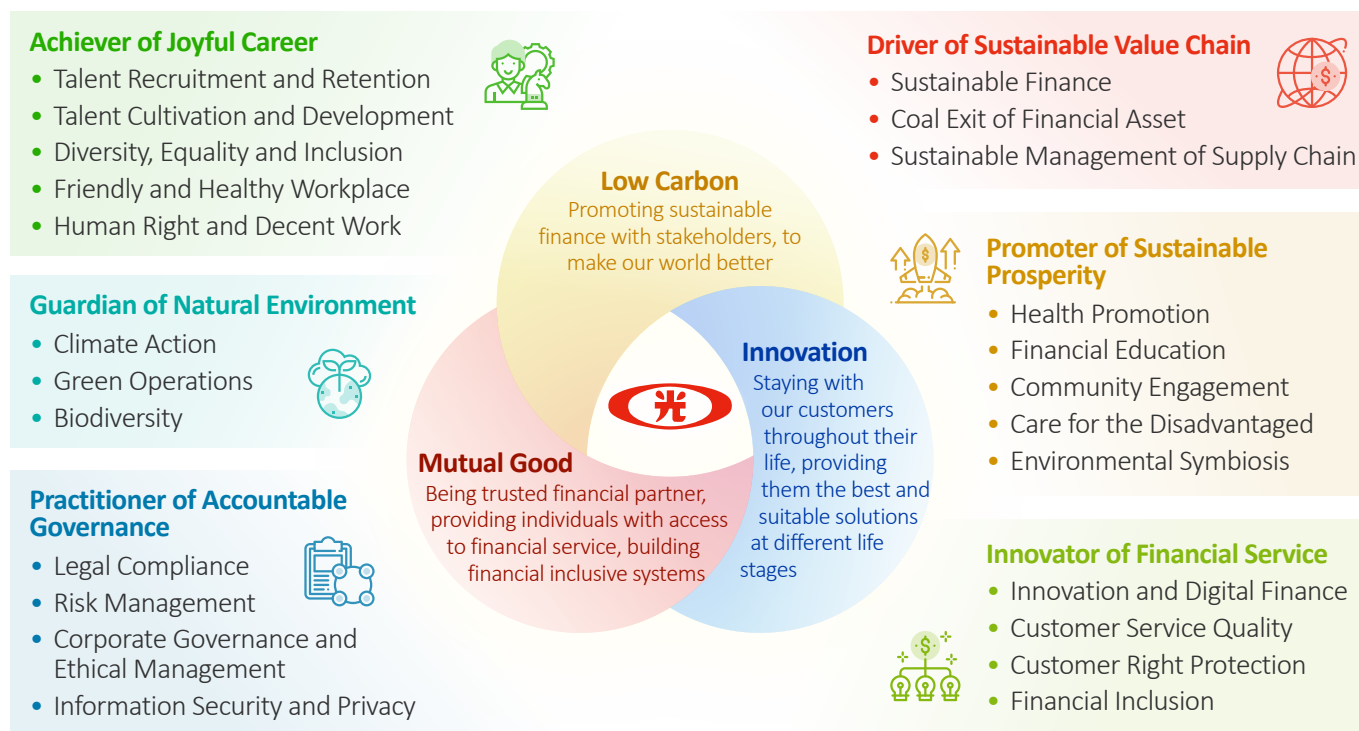 Achiever of Joyful Career
• Talent Recruitment and Retention
• Talent Cultivation and Development
• Diversity, Equality and Inclusion
• Friendly and Healthy Workplace
• Human Right and Decent Work
Guardian of Natural Environment
• Climate Action
• Green Operations
• Biodiversity
Practitioner of Accountable
Governance
• Legal Compliance
• Risk Management
• Corporate Governance and
Ethical Management
• Information Security and Privacy
Low Carbon
Promoting sustainable
finance with stakeholders, to
make our world better
Innovation
Staying with
our customers
throughout their
life, providing
them the best and
suitable solutions
at different life
stages
光
Mutual Good
Being trusted financial partner,
providing individuals with access
to financial service, building
financial inclusive systems
Driver of Sustainable Value Chain
• Sustainable Finance
• Coal Exit of Financial Asset
• Sustainable Management of Supply Chain
$
Promoter of Sustainable
Prosperity
• Health Promotion
• Financial Education
• Community Engagement
• Care for the Disadvantaged
• Environmental Symbiosis
$
Innovator of Financial Service
• Innovation and Digital Finance
• Customer Service Quality
• Customer Right Protection
• Financial Inclusion
$